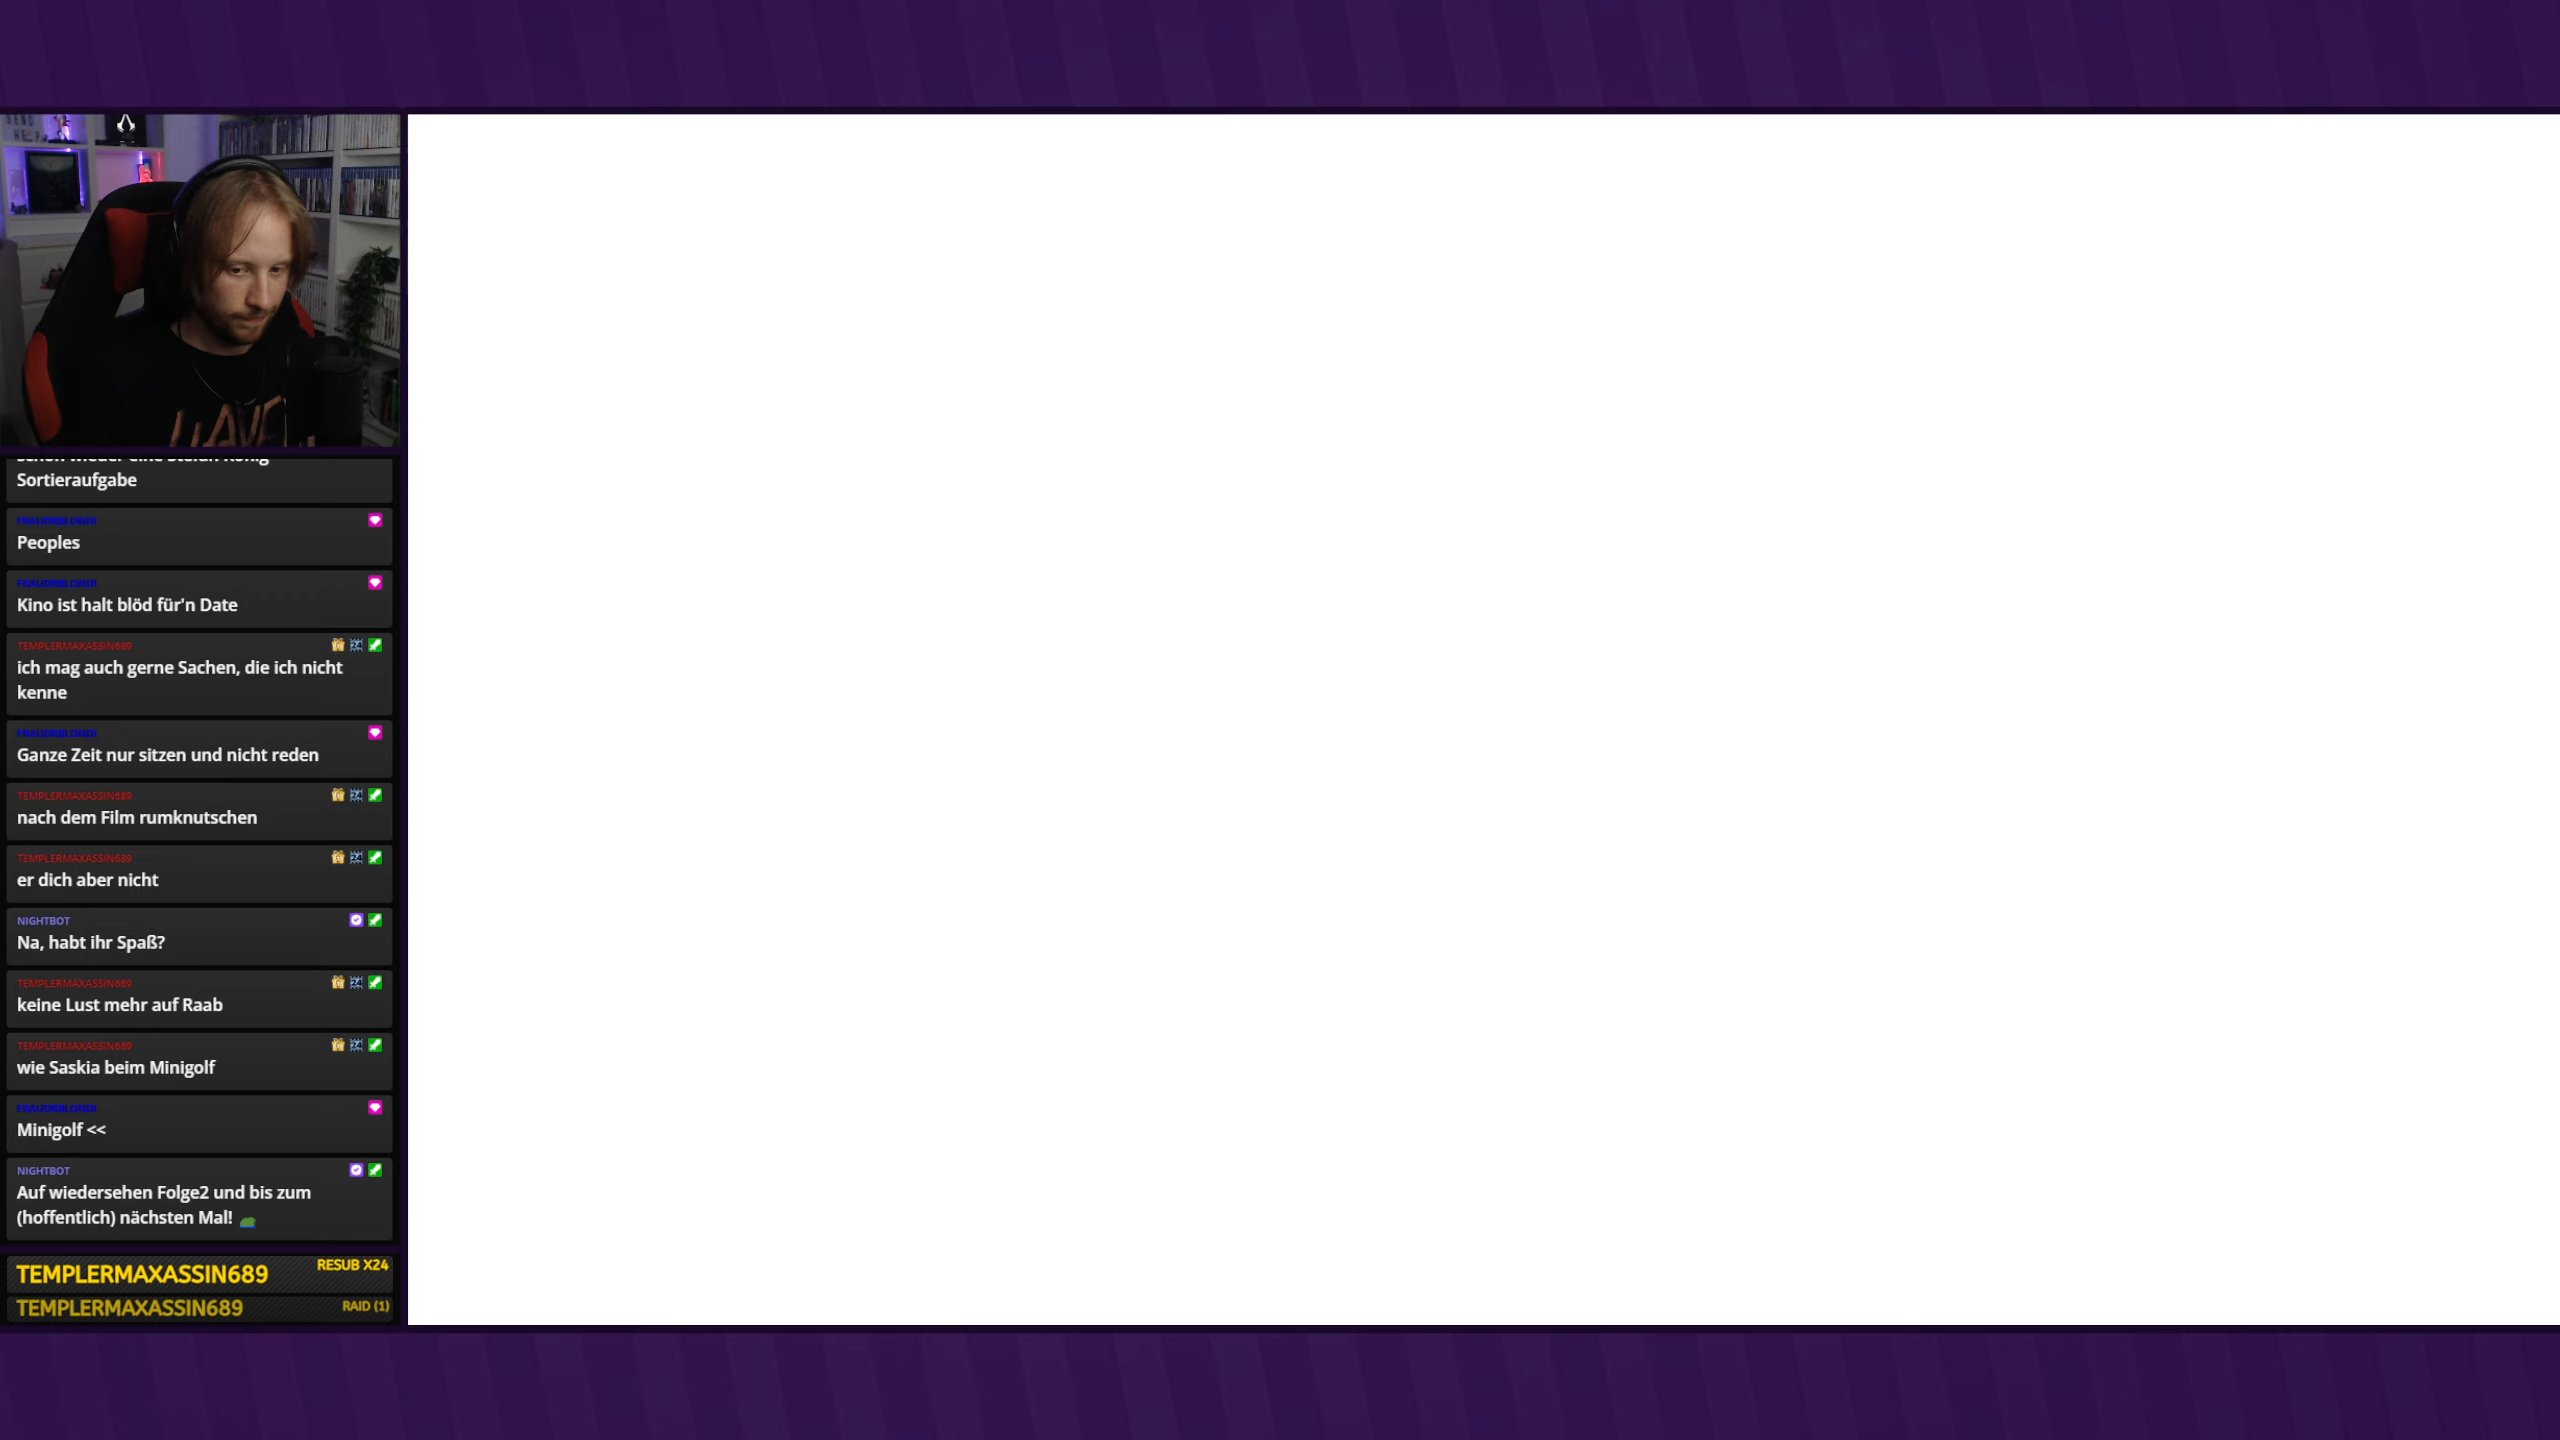 SEND
HE
Sortieraufgabe
Peoples
Kino ist halt blöd für'n Date
TEMPLERMAXASSIN689
ich mag auch gerne Sachen, die ich nicht
kenne
Ganze Zeit nur sitzen und nicht reden
TEMPLERMAXASSIN689
nach dem Film rumknutschen
TEMPLERMAXASSIN689
er dich aber nicht
NIGHTBOT
Na, habt ihr Spaß?
TEMPLERMAXASSIN689
keine Lust mehr auf Raab
TEMPLERMAXASSIN689
wie Saskia beim Minigolf
Minigolf <<
NIGHTBOT
Auf wiedersehen Folge2 und bis zum
(hoffentlich) nächsten Mal!
TEMPLERMAXASSIN689 RESUB X24
TEMPLERMAXASSIN689 RAID (1)